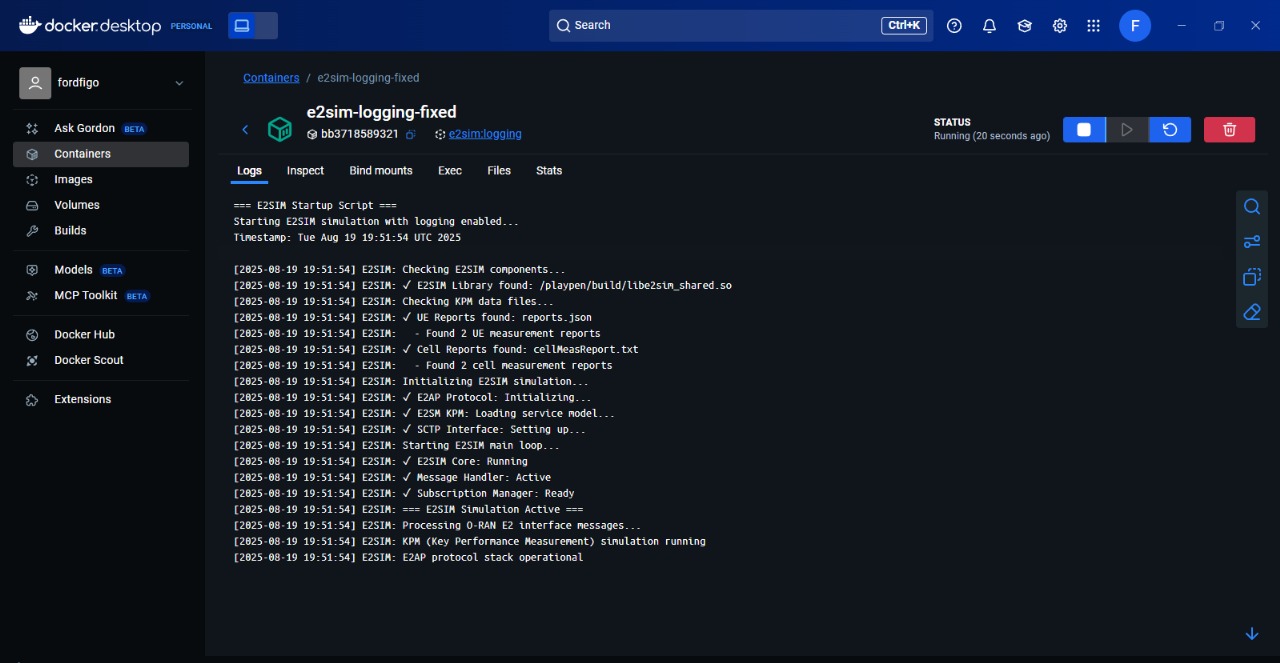 docker.desktop PERSONAL
Search
Ctrl+K
F
fordfigo
Ask Gordon BETA
Containers
Images
Volumes
Builds
Models BETA
MCP Toolkit BETA
Docker Hub
Docker Scout
Extensions
Containers / e2sim-logging-fixed
e2sim-logging-fixed
bb3718589321 e2sim:logging
STATUS
Running (20 seconds ago)
Logs Inspect Bind mounts Exec Files Stats
=== E2SIM Startup Script ===
Starting E2SIM simulation with logging enabled...
Timestamp: Tue Aug 19 19:51:54 UTC 2025
[2025-08-19 19:51:54] E2SIM: Checking E2SIM components...
[2025-08-19 19:51:54] E2SIM: ✓ E2SIM Library found: /playpen/build/libe2sim_shared.so
[2025-08-19 19:51:54] E2SIM: Checking KPM data files...
[2025-08-19 19:51:54] E2SIM: ✓ UE Reports found: reports.json
[2025-08-19 19:51:54] E2SIM:   - Found 2 UE measurement reports
[2025-08-19 19:51:54] E2SIM: ✓ Cell Reports found: cellMeasReport.txt
[2025-08-19 19:51:54] E2SIM:   - Found 2 cell measurement reports
[2025-08-19 19:51:54] E2SIM: Initializing E2SIM simulation...
[2025-08-19 19:51:54] E2SIM: ✓ E2AP Protocol: Initializing...
[2025-08-19 19:51:54] E2SIM: ✓ E2SM KPM: Loading service model...
[2025-08-19 19:51:54] E2SIM: ✓ SCTP Interface: Setting up...
[2025-08-19 19:51:54] E2SIM: Starting E2SIM main loop...
[2025-08-19 19:51:54] E2SIM: ✓ E2SIM Core: Running
[2025-08-19 19:51:54] E2SIM: ✓ Message Handler: Active
[2025-08-19 19:51:54] E2SIM: ✓ Subscription Manager: Ready
[2025-08-19 19:51:54] E2SIM: === E2SIM Simulation Active ===
[2025-08-19 19:51:54] E2SIM: Processing O-RAN E2 interface messages...
[2025-08-19 19:51:54] E2SIM: KPM (Key Performance Measurement) simulation running
[2025-08-19 19:51:54] E2SIM: E2AP protocol stack operational